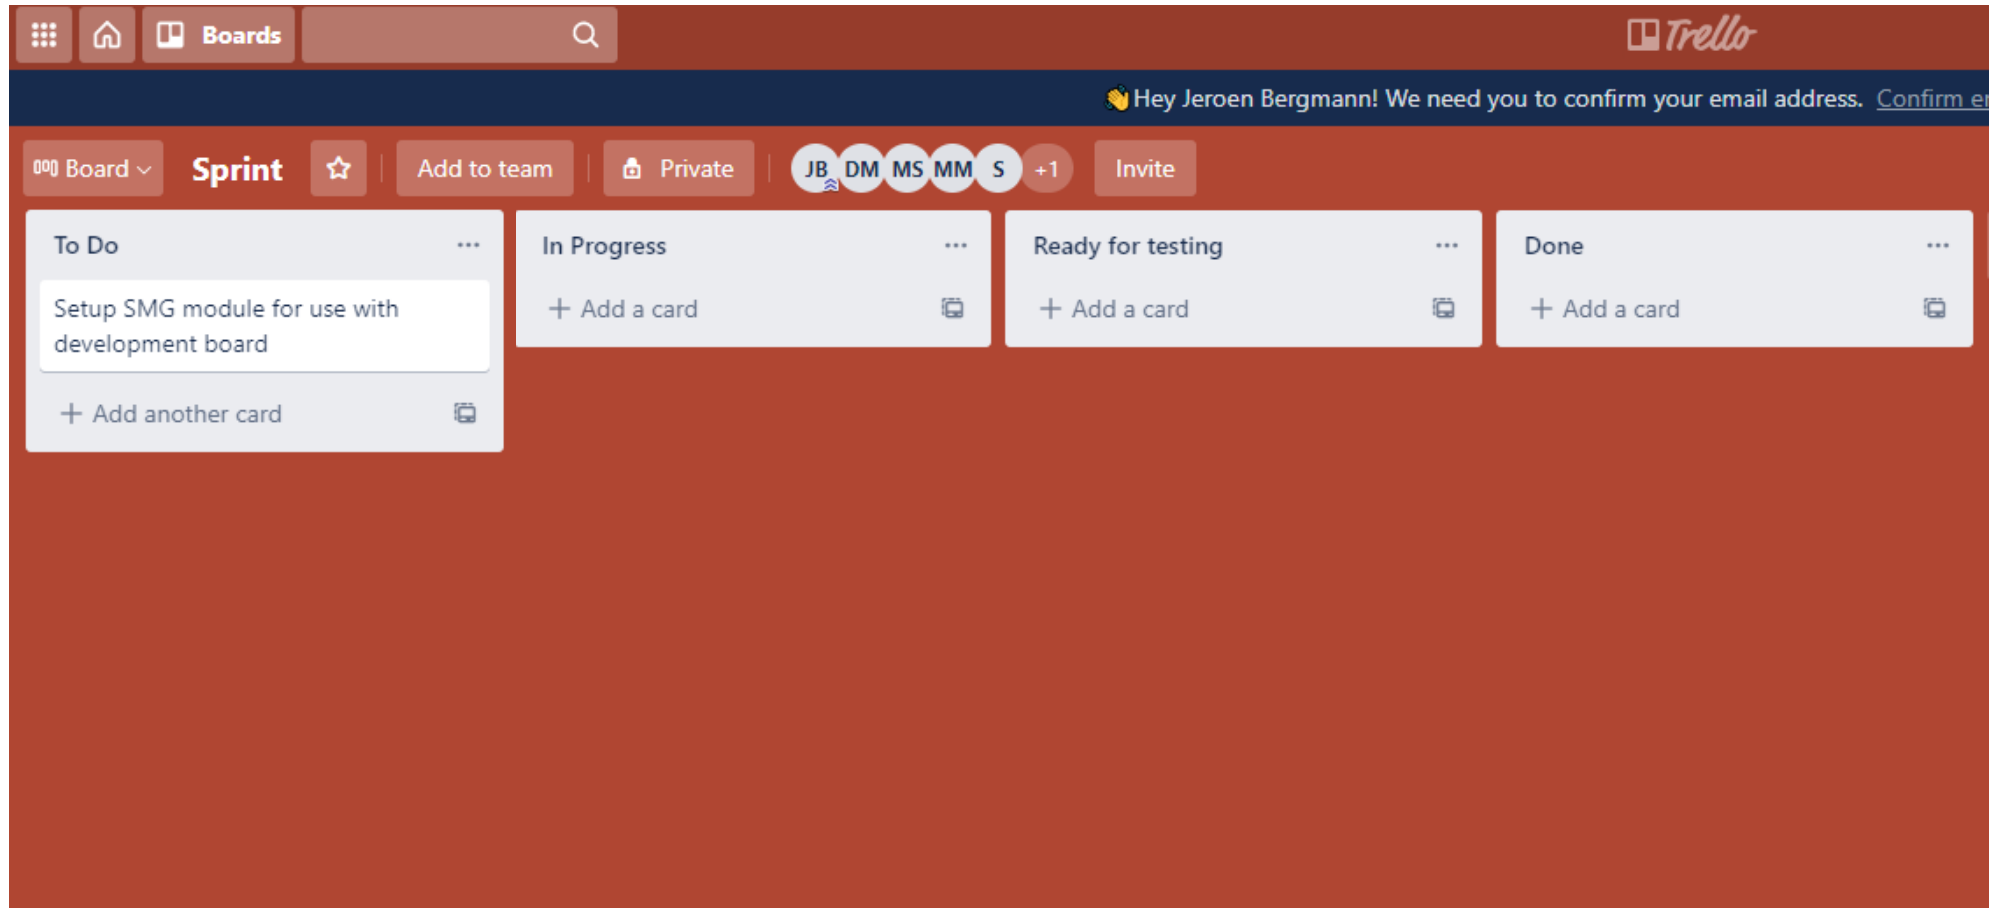 Boards
Trello
👋Hey Jeroen Bergmann! We need you to confirm your email address. Confirm
Board
Sprint
Add to team
Private
JB DM MS MM S +1
Invite
To Do
Setup SMG module for use with
development board
+ Add another card
In Progress
+ Add a card
Ready for testing
+ Add a card
Done
+ Add a card